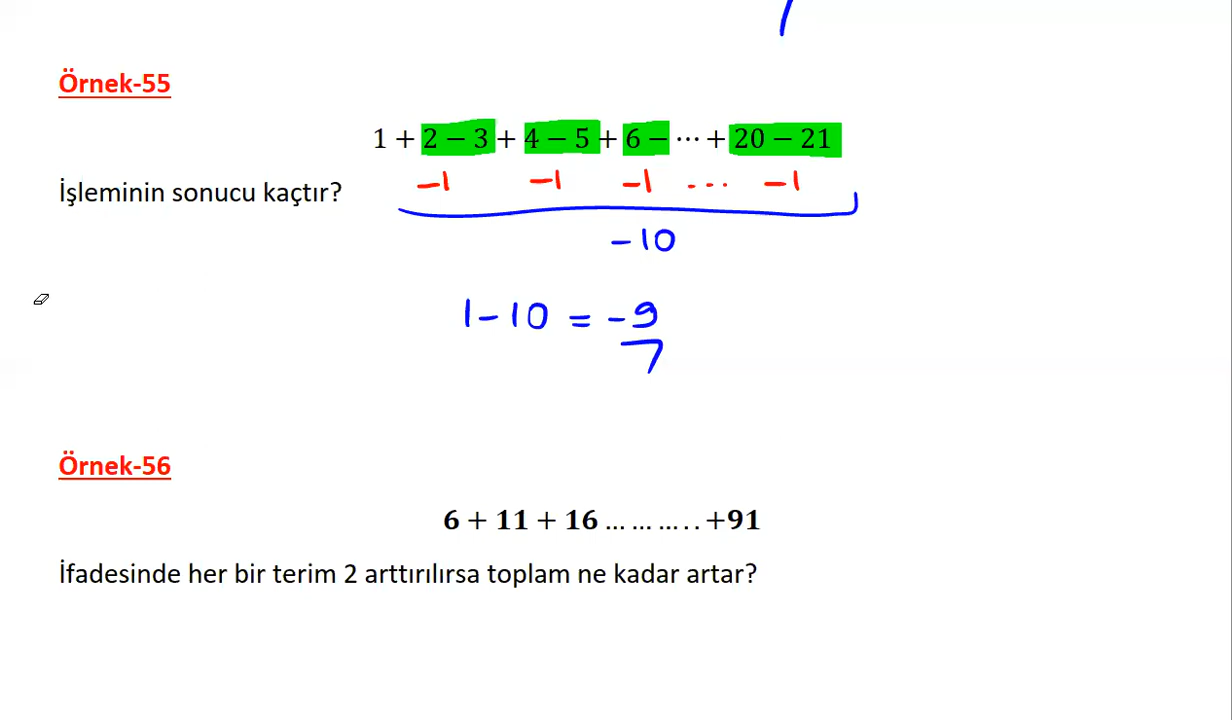 Örnek-55
1 + 2 − 3 + 4 − 5 + 6 − ⋯ + 20 − 21
−1 −1 −1 ... −1
İşleminin sonucu kaçtır?
−10
1 − 10 = −9
Örnek-56
6 + 11 + 16 … … … . . +91
İfadesinde her bir terim 2 arttırılırsa toplam ne kadar artar?